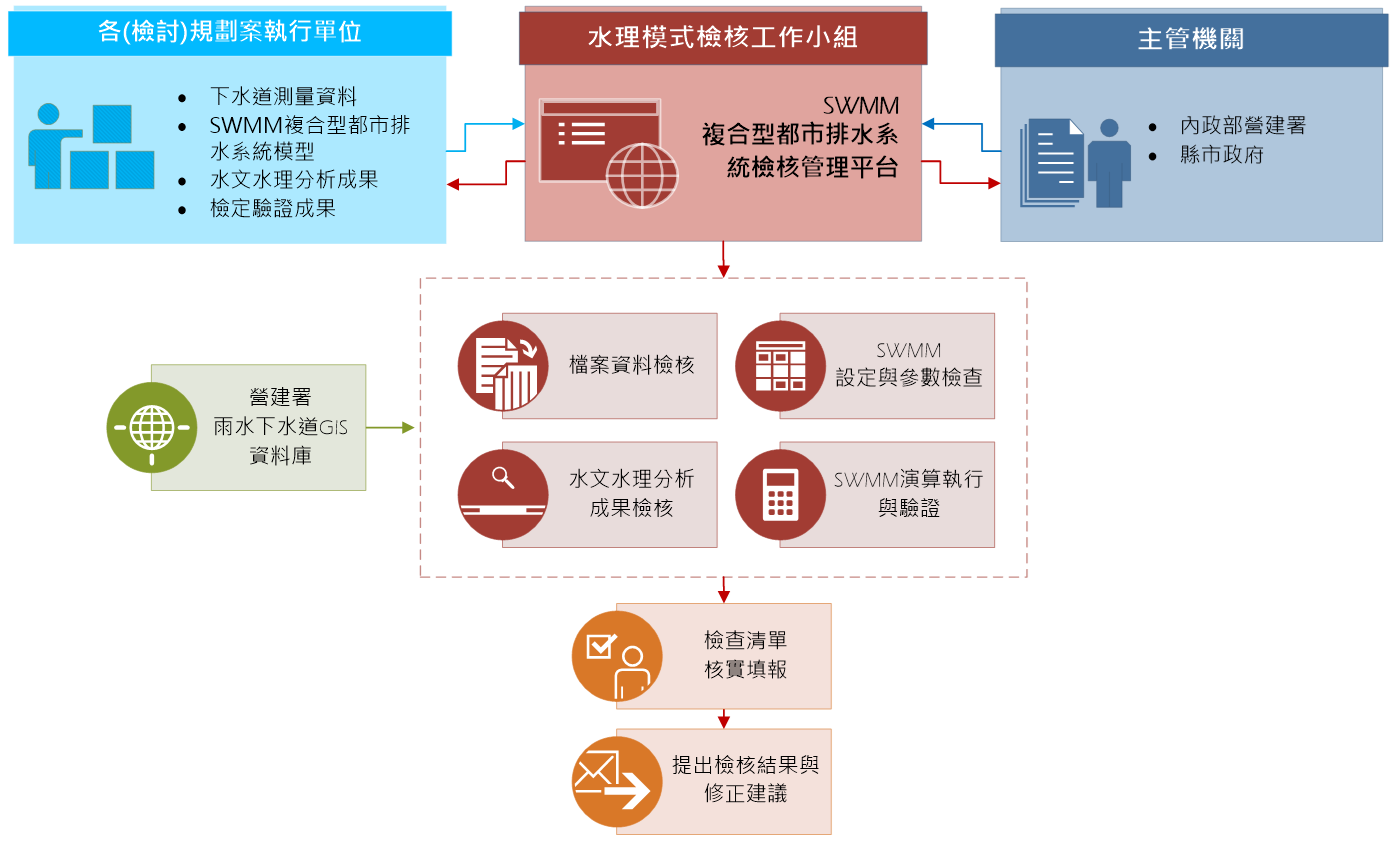 各(檢討)規劃案執行單位
● 下水道測量資料
● SWMM複合型都市排
水系統模型
● 水文水理分析成果
● 檢定驗證成果
水理模式檢核工作小組
SWMM
複合型都市排水系
統檢核管理平台
主管機關
● 內政部營建署
● 縣市政府
營建署
雨水下水道GIS
資料庫
檔案資料檢核
SWMM
設定與參數檢查
水文水理分析
成果檢核
SWMM演算執行
與驗證
檢查清單
核實填報
提出檢核結果與
修正建議